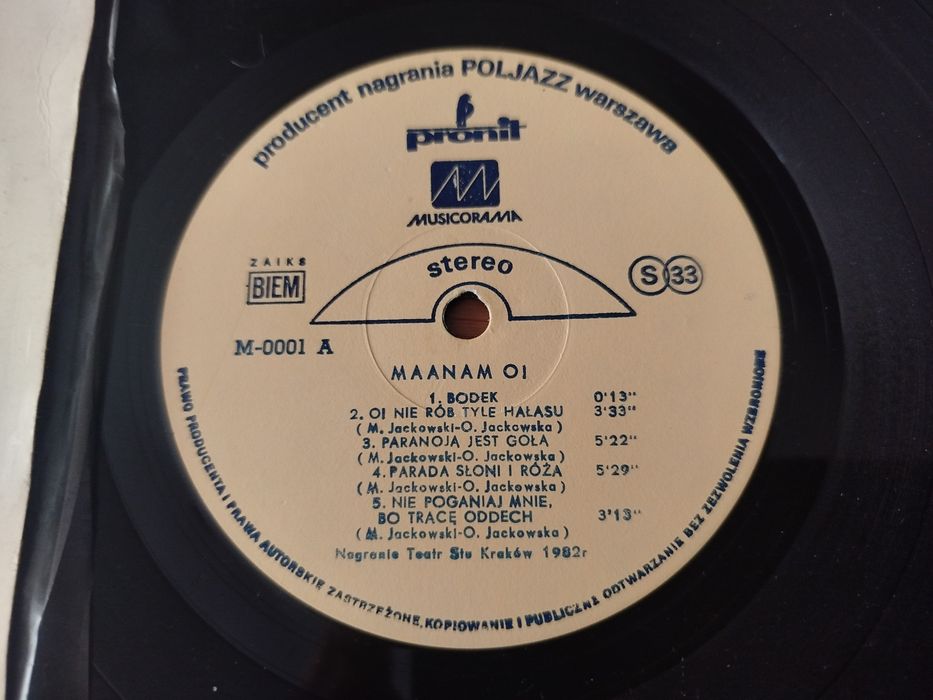 producent nagrania POLJAZZ warszawa
pronit
MUSICORAMA
stereo
ZAIKS
BIEM
S 33
M-0001 A
MAANAM OI
1. BODEK 0'13"
2. OI NIE RÓB TYLE HAŁASU 3'33"
( M. Jackowski-O. Jackowska )
3. PARANOJĄ JEST GOŁA 5'22"
( M. Jackowski-O. Jackowska )
4. PARADA SŁONI I RÓŻA 5'29"
( M. Jackowski-O. Jackowska )
5. NIE POGANIAJ MNIE,
BO TRACĘ ODDECH 3'13"
( M. Jackowski-O. Jackowska )
Nagranie Teatr Stu Kraków 1982r
PRAWO PRODUCENTA I PRAWA AUTORSKIE ZASTRZEŻONE, KOPIOWANIE I PUBLICZNE ODTWARZANIE BEZ ZEZWOLENIA WZBRONIONE